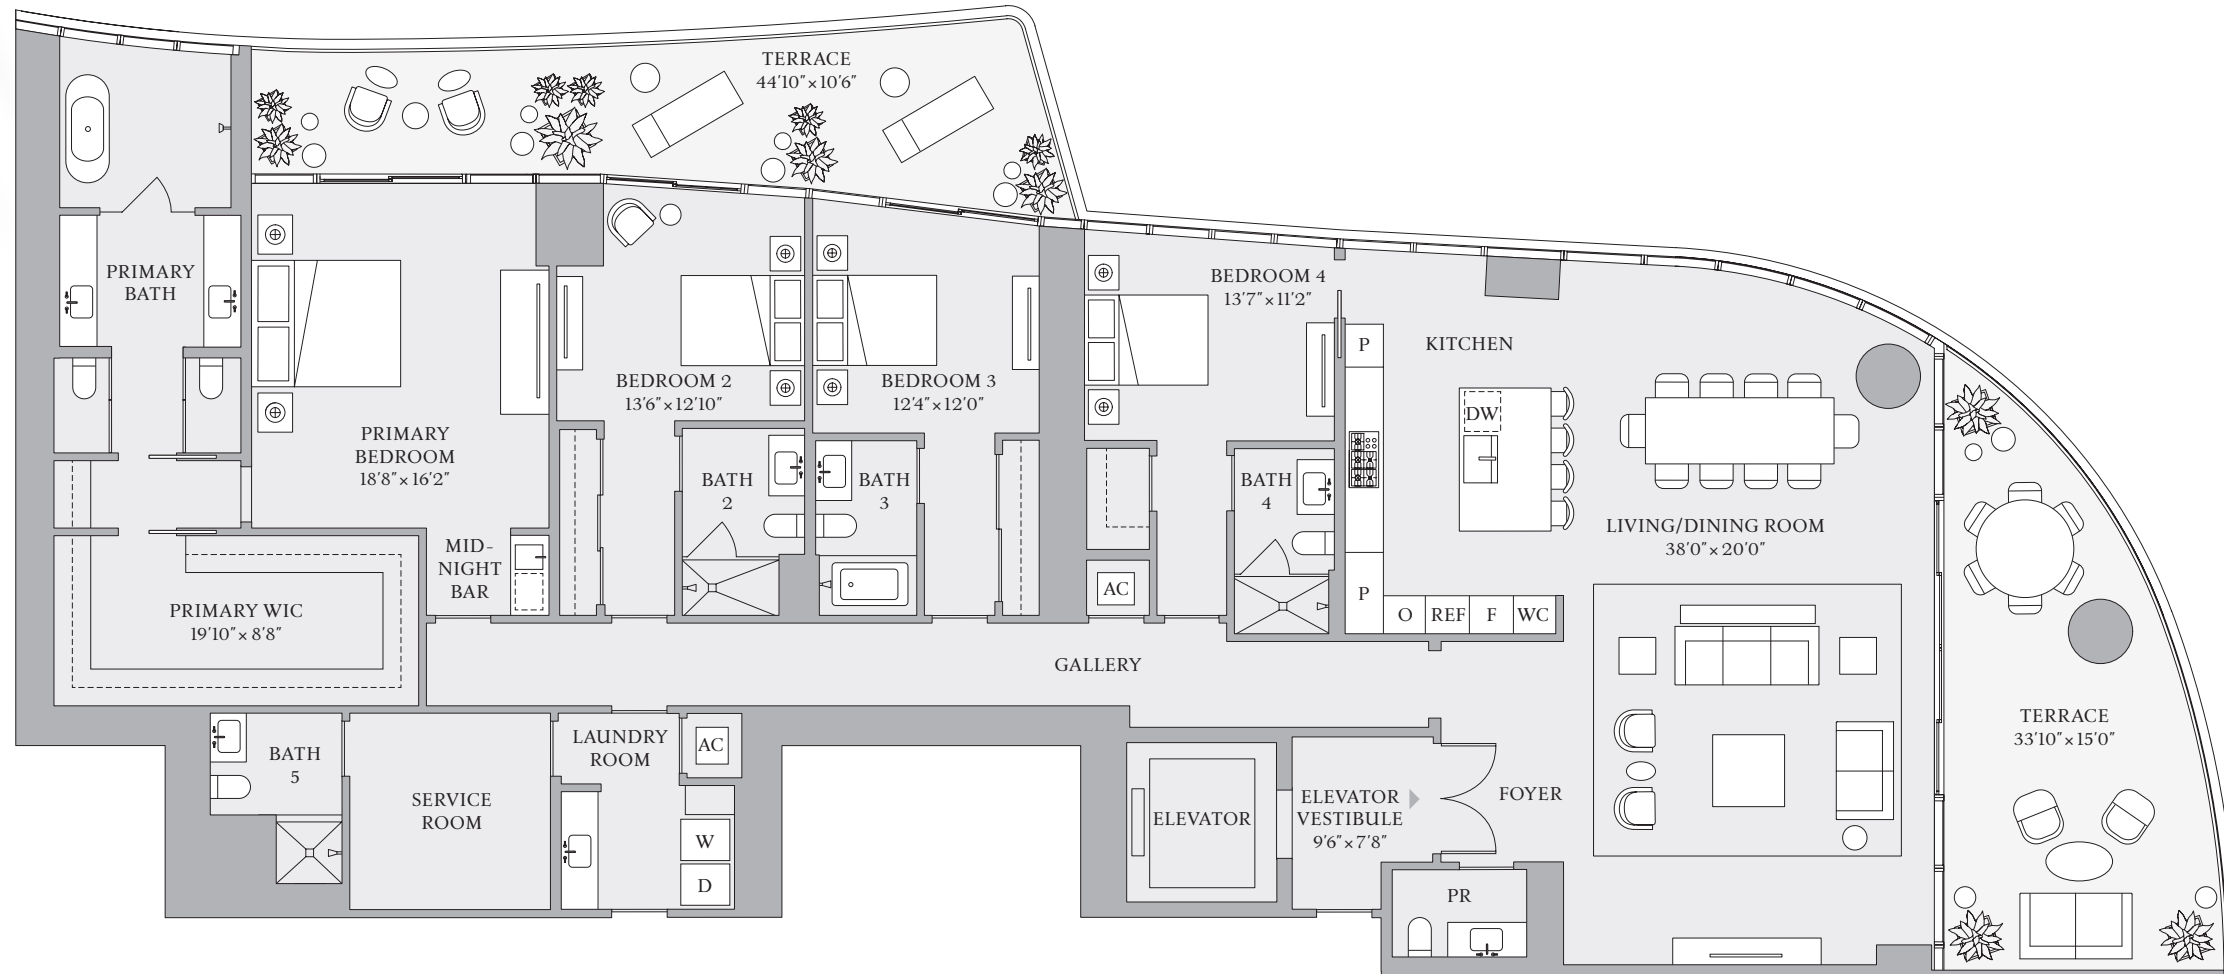 TERRACE
44'10"×10'6"
PRIMARY
BATH
PRIMARY
BEDROOM
18'8"×16'2"
MID-
NIGHT
BAR
PRIMARY WIC
19'10"×8'8"
BEDROOM 2
13'6"×12'10"
BATH
2
BEDROOM 3
12'4"×12'0"
BATH
3
BEDROOM 4
13'7"×11'2"
BATH
4
AC
KITCHEN
P
DW
P
O
REF
F
WC
LIVING/DINING ROOM
38'0"×20'0"
GALLERY
BATH
5
SERVICE
ROOM
LAUNDRY
ROOM
AC
W
D
ELEVATOR
ELEVATOR
VESTIBULE
9'6"×7'8"
FOYER
PR
TERRACE
33'10"×15'0"